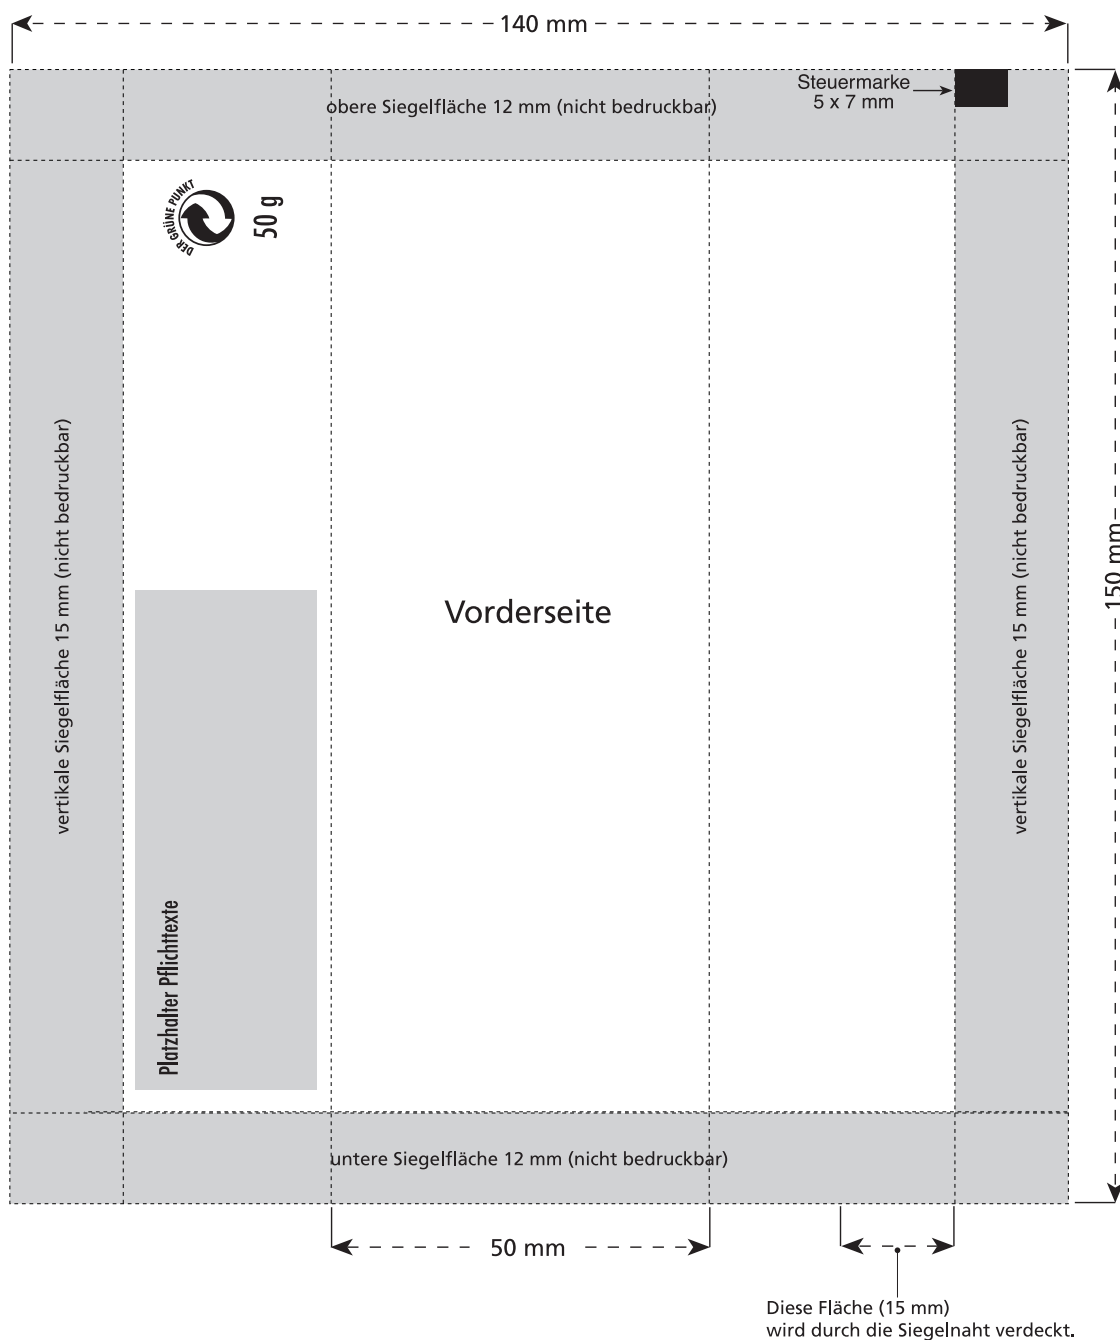 140 mm
Steuermarke
5 x 7 mm
obere Siegelfläche 12 mm (nicht bedruckbar)
DER GRÜNE PUNKT
50 g
vertikale Siegelfläche 15 mm (nicht bedruckbar)
vertikale Siegelfläche 15 mm (nicht bedruckbar)
150 mm
Vorderseite
Platzhalter Pflichttexte
untere Siegelfläche 12 mm (nicht bedruckbar)
50 mm
Diese Fläche (15 mm)
wird durch die Siegelnaht verdeckt.